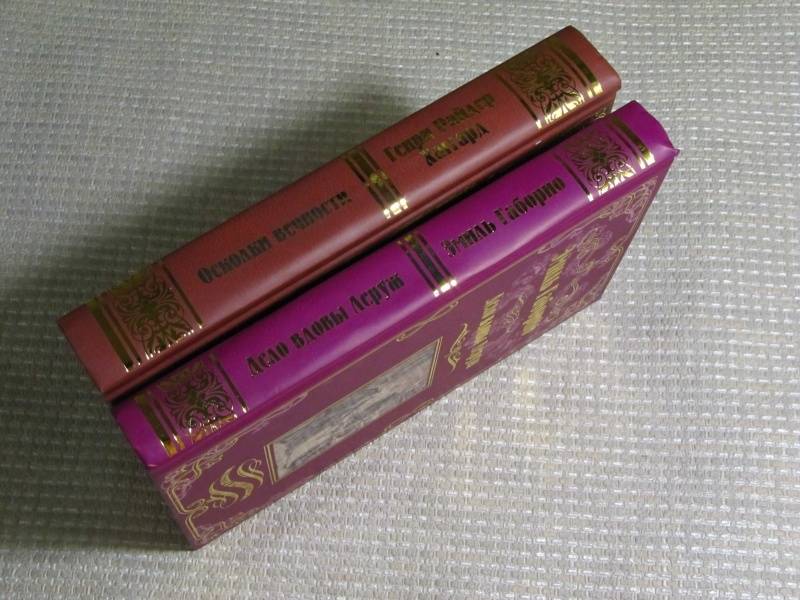 Осколки вечности
Генри Райдер
Хаггард
Дело вдовы Леруж
Эмиль Габорио